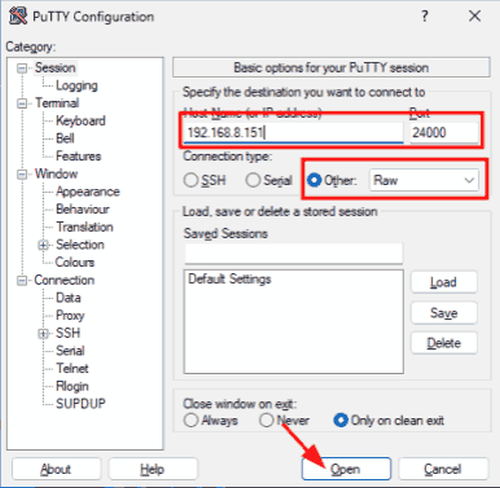 PuTTY Configuration ? ×
Category:
Session
Logging
Terminal
Keyboard
Bell
Features
Window
Appearance
Behaviour
Translation
Selection
Colours
Connection
Data
Proxy
SSH
Serial
Telnet
Rlogin
SUPDUP
Basic options for your PuTTY session
Specify the destination you want to connect to
Host Name (or IP address) Port
192.168.8.151 24000
Connection type:
SSH Serial Other: Raw
Load, save or delete a stored session
Saved Sessions
Default Settings
Load
Save
Delete
Close window on exit:
Always Never Only on clean exit
About Help Open Cancel